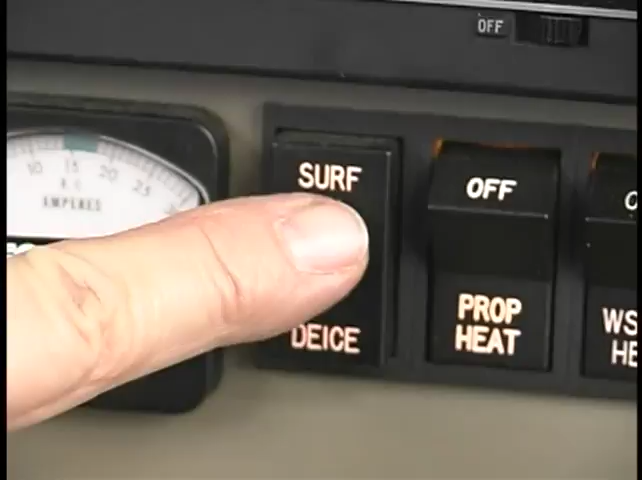 OFF
10 15 20 25
AMPERES
SURF
DEICE
OFF
PROP
HEAT
WS
HE